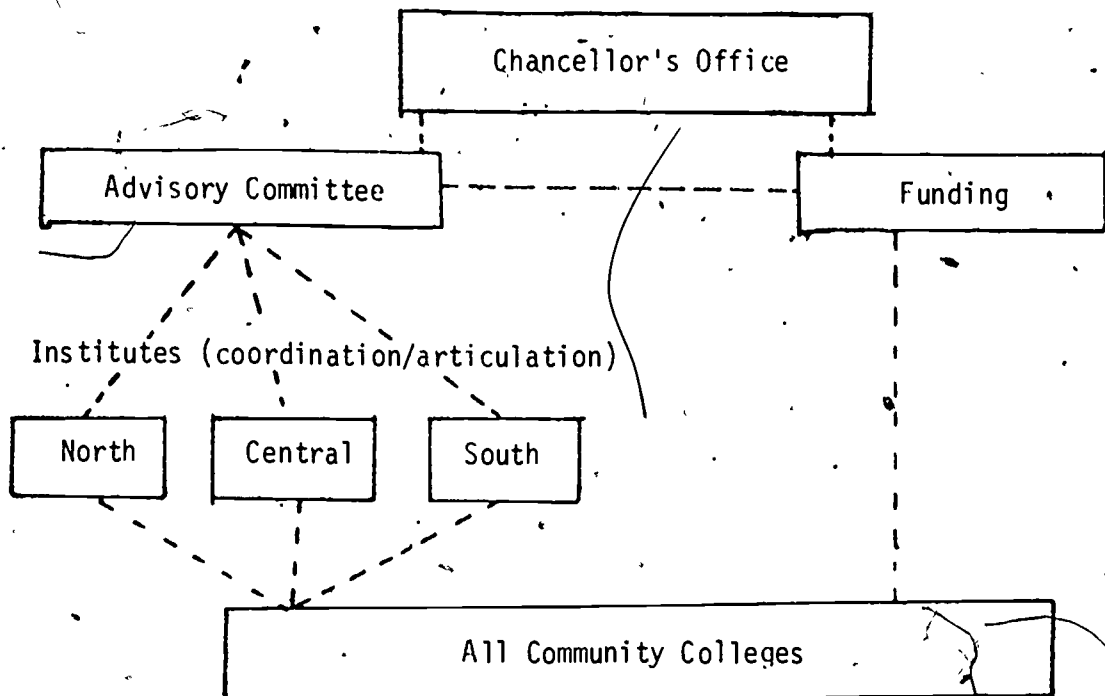 Chancellor's Office
Advisory Committee
Funding
Institutes (coordination/articulation)
North
Central
South
All Community Colleges